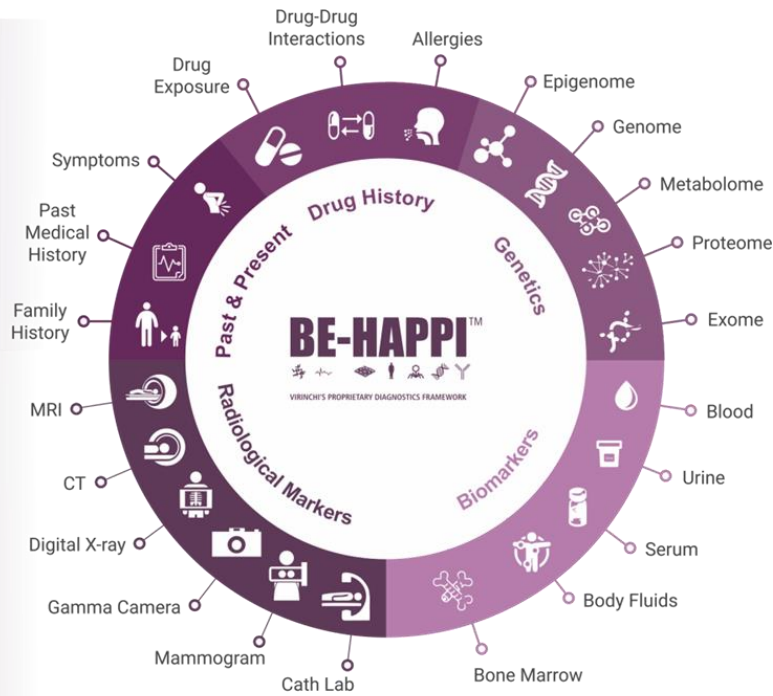 Drug-Drug
Interactions
Allergies
Drug
Exposure
Epigenome
Genome
Symptoms
Metabolome
Past
Medical
History
Proteome
Family
History
Exome
MRI
Blood
CT
Urine
Digital X-ray
Serum
Gamma Camera
Body Fluids
Mammogram
Bone Marrow
Cath Lab
Drug History
Past & Present
Genetics
BE-HAPPI™
VIRINCHI'S PROPRIETARY DIAGNOSTICS FRAMEWORK
Radiological Markers
Biomarkers